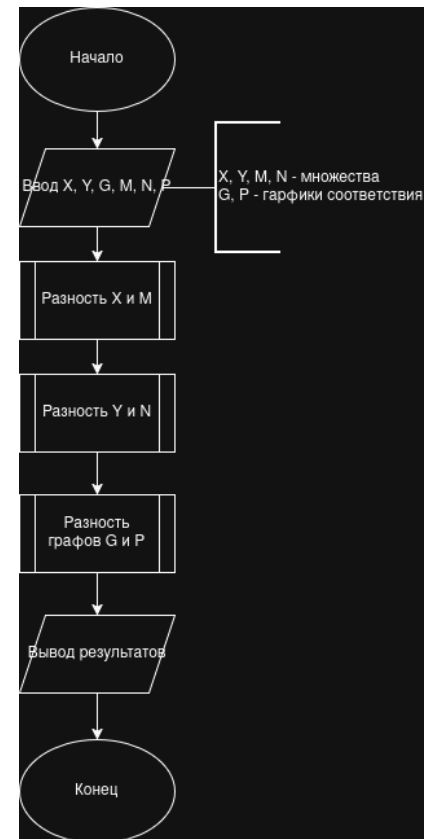 Начало
Ввод X, Y, G, M, N, P
X, Y, M, N - множества
G, P - гарфики соответствия
Разность X и M
Разность Y и N
Разность
графов G и P
Вывод результатов
Конец